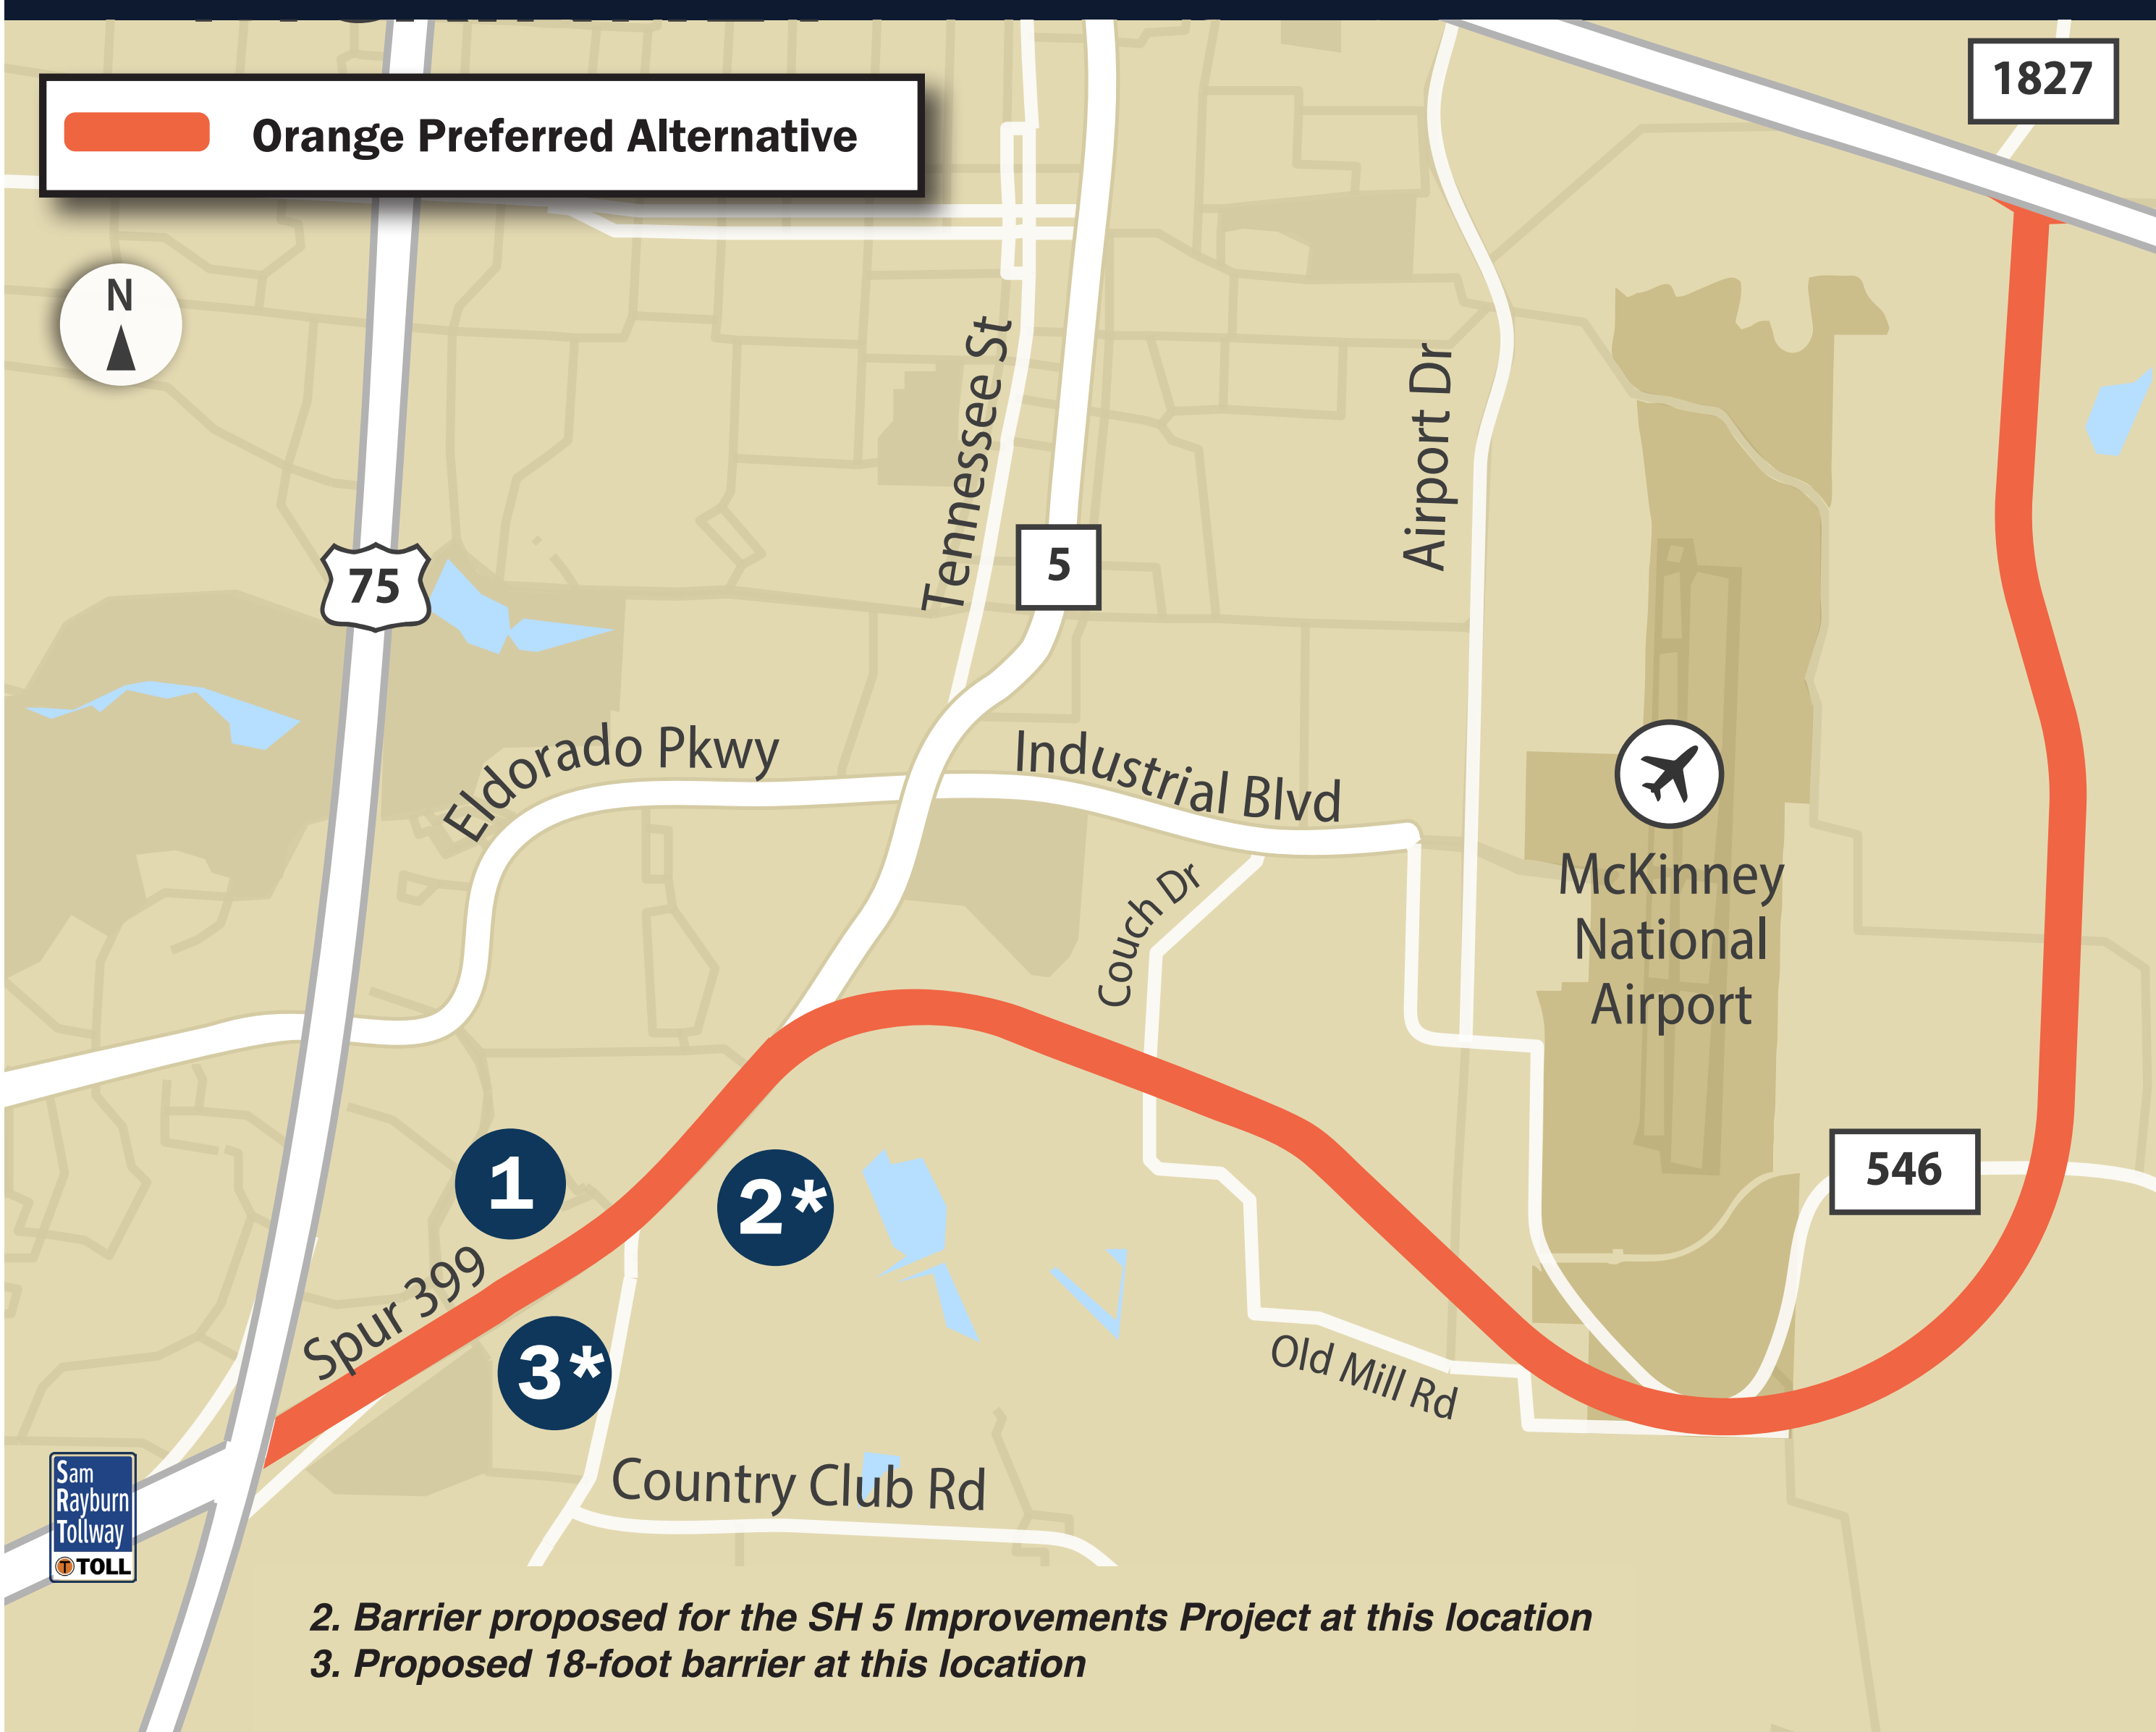 1827
Orange Preferred Alternative
N
Tennessee St
Airport Dr
5
75
Eldorado Pkwy
Industrial Blvd
McKinney
National
Airport
Couch Dr
546
1
2*
Spur 399
3*
Old Mill Rd
Country Club Rd
Sam
Rayburn
Tollway
T TOLL
2. Barrier proposed for the SH 5 Improvements Project at this location
3. Proposed 18-foot barrier at this location